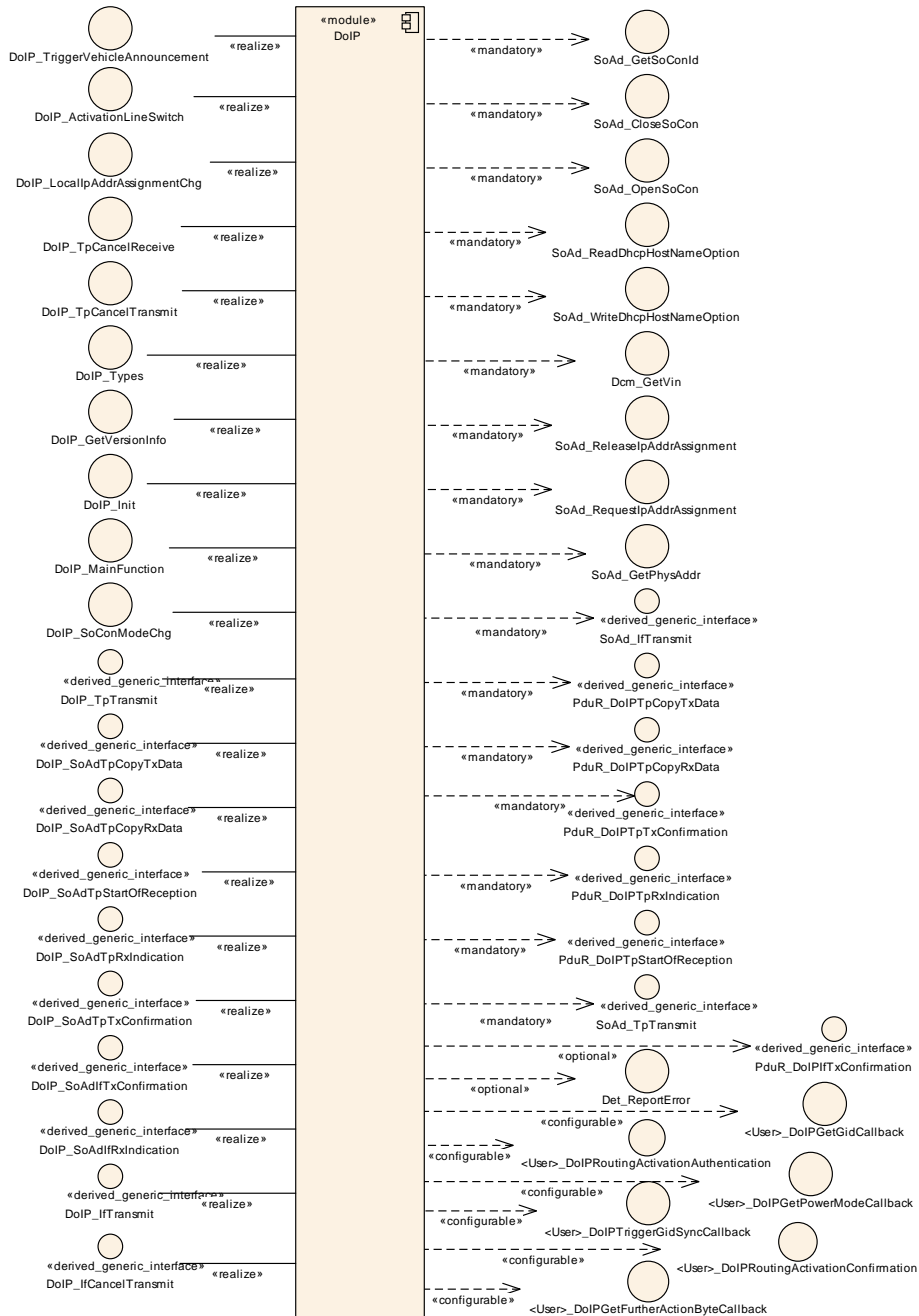 «module»
DoIP
DoIP_TriggerVehicleAnnouncement
«realize»
DoIP_ActivationLineSwitch
«realize»
DoIP_LocalIpAddrAssignmentChg
«realize»
DoIP_TpCancelReceive
«realize»
DoIP_TpCancelTransmit
«realize»
DoIP_Types
«realize»
DoIP_GetVersionInfo
«realize»
DoIP_Init
«realize»
DoIP_MainFunction
«realize»
DoIP_SoConModeChg
«realize»
«derived_generic_interface»
DoIP_TpTransmit
«realize»
«derived_generic_interface»
DoIP_SoAdTpCopyTxData
«realize»
«derived_generic_interface»
DoIP_SoAdTpCopyRxData
«realize»
«derived_generic_interface»
DoIP_SoAdTpStartOfReception
«realize»
«derived_generic_interface»
DoIP_SoAdTpRxIndication
«realize»
«derived_generic_interface»
DoIP_SoAdTpTxConfirmation
«realize»
«derived_generic_interface»
DoIP_SoAdIfTxConfirmation
«realize»
«derived_generic_interface»
DoIP_SoAdIfRxIndication
«realize»
«derived_generic_interface»
DoIP_IfTransmit
«realize»
«derived_generic_interface»
DoIP_IfCancelTransmit
«realize»
«mandatory»
SoAd_GetSoConId
«mandatory»
SoAd_CloseSoCon
«mandatory»
SoAd_OpenSoCon
«mandatory»
SoAd_ReadDhcpHostNameOption
«mandatory»
SoAd_WriteDhcpHostNameOption
«mandatory»
Dcm_GetVin
«mandatory»
SoAd_ReleaseIpAddrAssignment
«mandatory»
SoAd_RequestIpAddrAssignment
«mandatory»
SoAd_GetPhysAddr
«mandatory»
«derived_generic_interface»
SoAd_IfTransmit
«mandatory»
«derived_generic_interface»
PduR_DoIPTpCopyTxData
«mandatory»
«derived_generic_interface»
PduR_DoIPTpCopyRxData
«mandatory»
«derived_generic_interface»
PduR_DoIPTpTxConfirmation
«mandatory»
«derived_generic_interface»
PduR_DoIPTpRxIndication
«mandatory»
«derived_generic_interface»
PduR_DoIPTpStartOfReception
«mandatory»
«derived_generic_interface»
SoAd_TpTransmit
«optional»
«derived_generic_interface»
PduR_DoIPIfTxConfirmation
«optional»
Det_ReportError
«configurable»
<User>_DoIPGetGidCallback
«configurable»
<User>_DoIPRoutingActivationAuthentication
«configurable»
<User>_DoIPGetPowerModeCallback
«configurable»
<User>_DoIPTriggerGidSyncCallback
«configurable»
<User>_DoIPRoutingActivationConfirmation
«configurable»
<User>_DoIPGetFurtherActionByteCallback